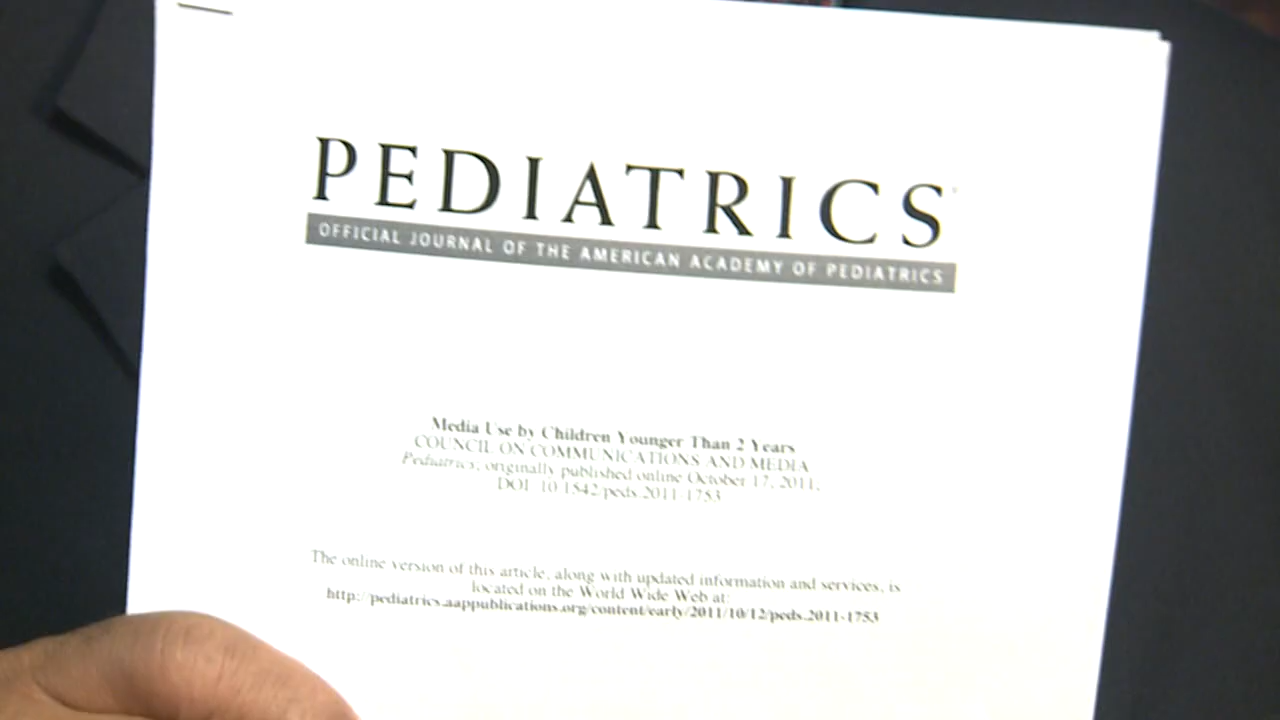 PEDIATRICS
OFFICIAL JOURNAL OF THE AMERICAN ACADEMY OF PEDIATRICS
Media Use by Children Younger Than 2 Years
COUNCIL ON COMMUNICATIONS AND MEDIA
Pediatrics; originally published online October 17, 2011;
DOI: 10.1542/peds.2011-1753
The online version of this article, along with updated information and services, is
located on the World Wide Web at:
http://pediatrics.aappublications.org/content/early/2011/10/12/peds.2011-1753